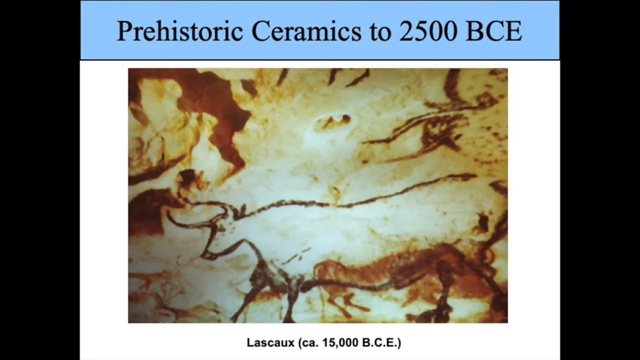 Prehistoric Ceramics to 2500 BCE
Lascaux (ca. 15,000 B.C.E.)